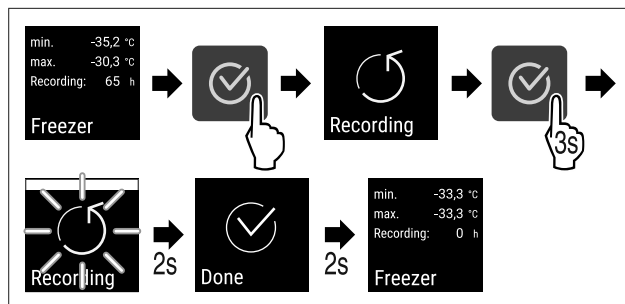 min. -35,2 °C
max. -30,3 °C
Recording: 65 h
Freezer
Recording
3s
Recording
2s
Done
2s
min. -33,3 °C
max. -33,3 °C
Recording: 0 h
Freezer